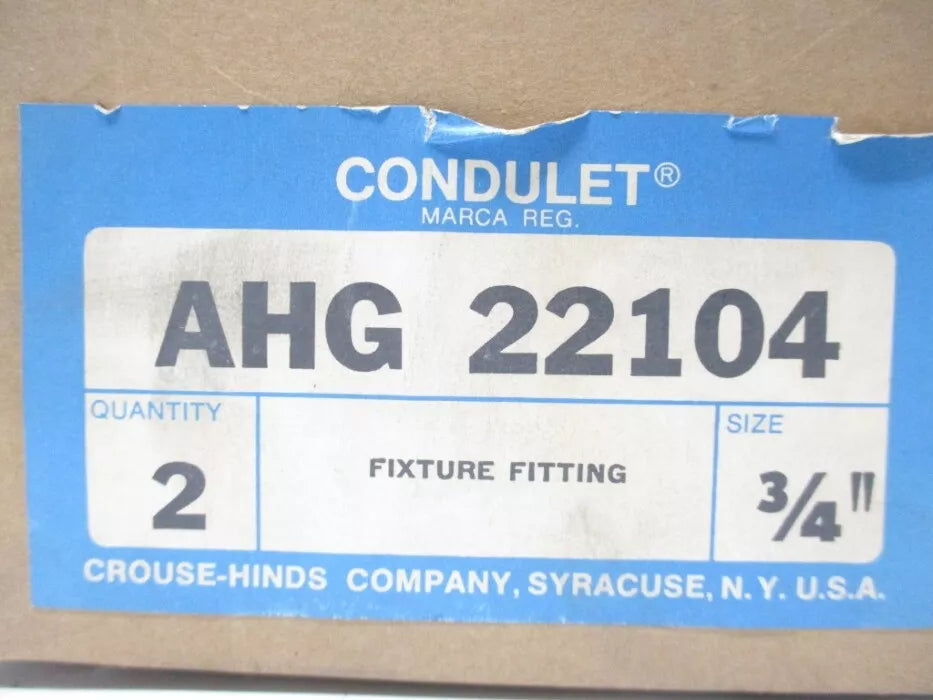 CONDULET®
MARCA REG.
AHG 22104
QUANTITY
2
FIXTURE FITTING
SIZE
3/4"
CROUSE-HINDS COMPANY, SYRACUSE, N.Y. U.S.A.